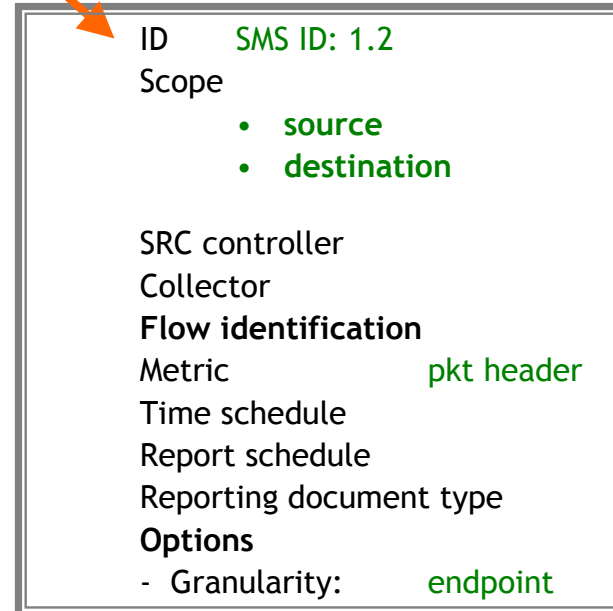 ID SMS ID: 1.2
Scope
• source
• destination
SRC controller
Collector
Flow identification
Metric pkt header
Time schedule
Report schedule
Reporting document type
Options
- Granularity: endpoint